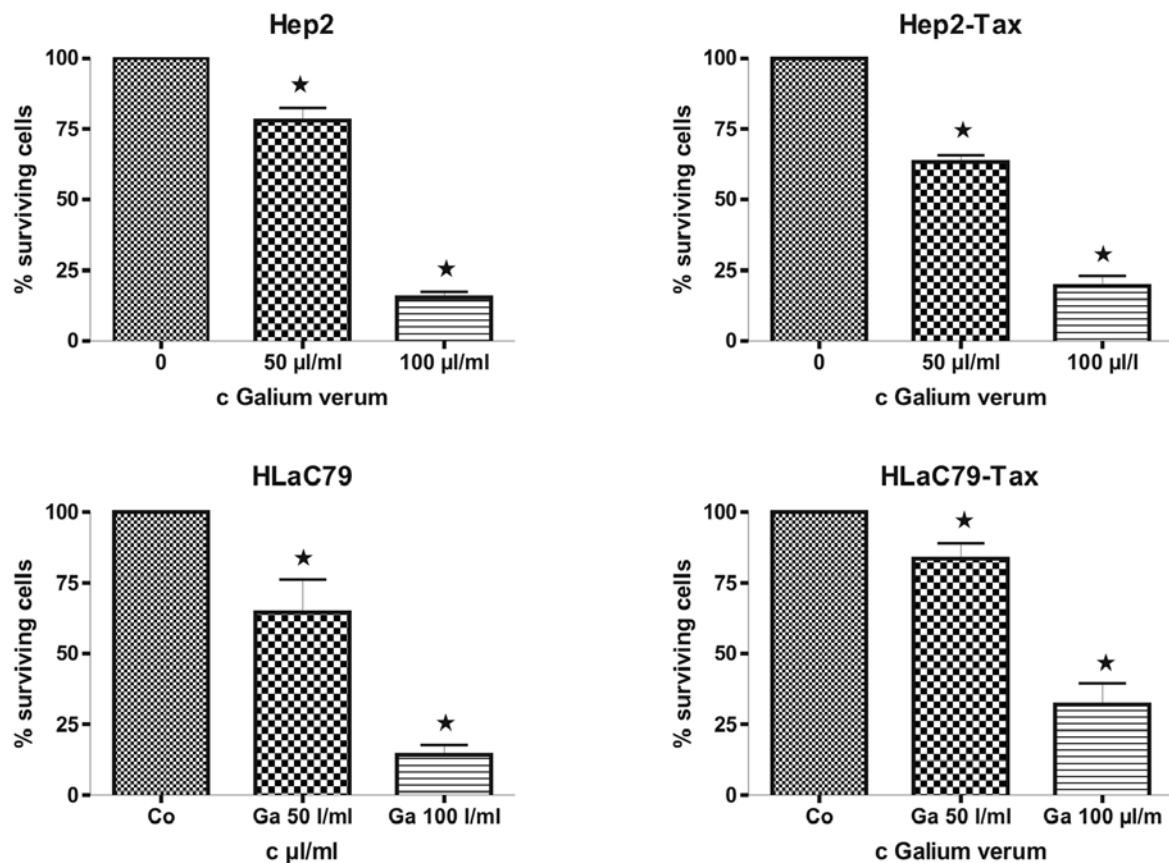 Hep2
% surviving cells
100
75
50
25
0
★
★
0 50 µl/ml 100 µl/ml
c Galium verum
Hep2-Tax
% surviving cells
100
75
50
25
0
★
★
0 50 µl/ml 100 µl/l
c Galium verum
HLaC79
% surviving cells
100
75
50
25
0
★
★
Co Ga 50 l/ml Ga 100 l/ml
c µl/ml
HLaC79-Tax
% surviving cells
100
75
50
25
0
★
★
Co Ga 50 l/ml Ga 100 µl/m
c Galium verum